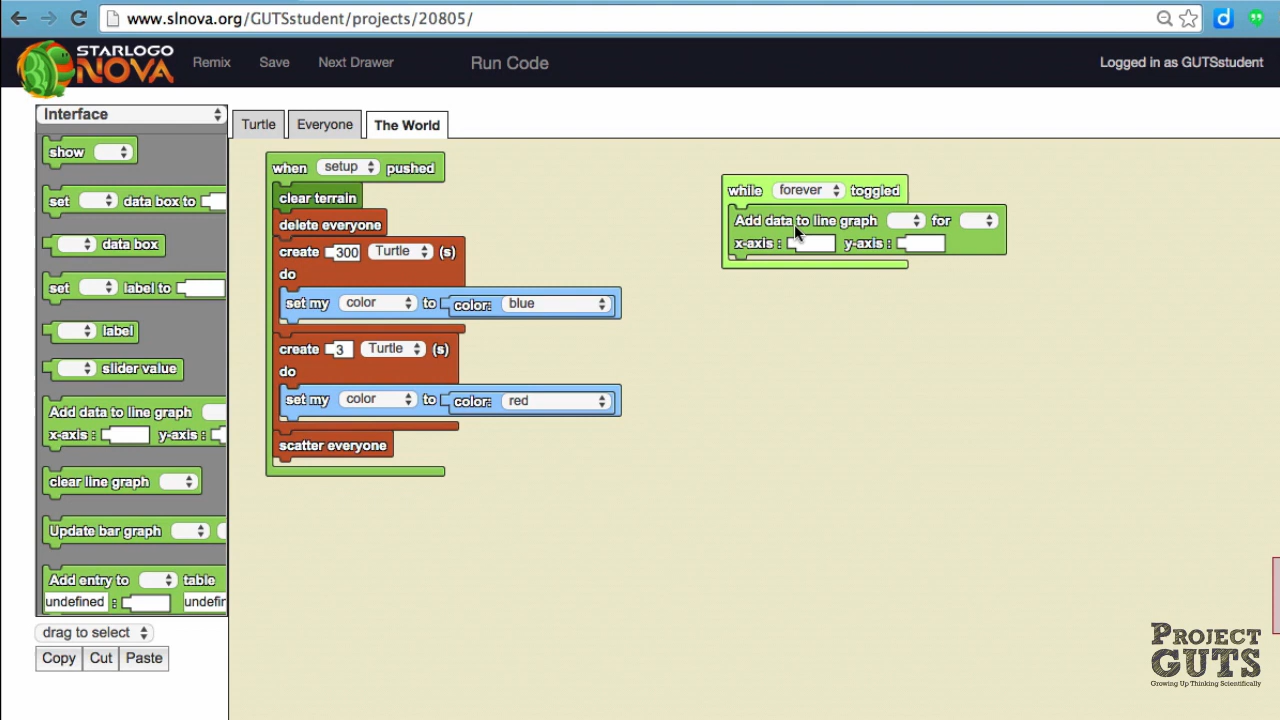 www.slnova.org/GUTSstudent/projects/20805/
STARLOGO
NOVA
Remix Save Next Drawer Run Code Logged in as GUTSstudent
Interface
Turtle Everyone The World
show
set data box to
data box
set label to
label
slider value
Add data to line graph
x-axis : y-axis :
clear line graph
Update bar graph
Add entry to table
undefined : undefir
drag to select
Copy Cut Paste
when setup pushed
clear terrain
delete everyone
create 300 Turtle (s)
do
set my color to color: blue
create 3 Turtle (s)
do
set my color to color: red
scatter everyone
while forever toggled
Add data to line graph for
x-axis : y-axis :
PROJECT
GUTS
Growing Up Thinking Scientifically